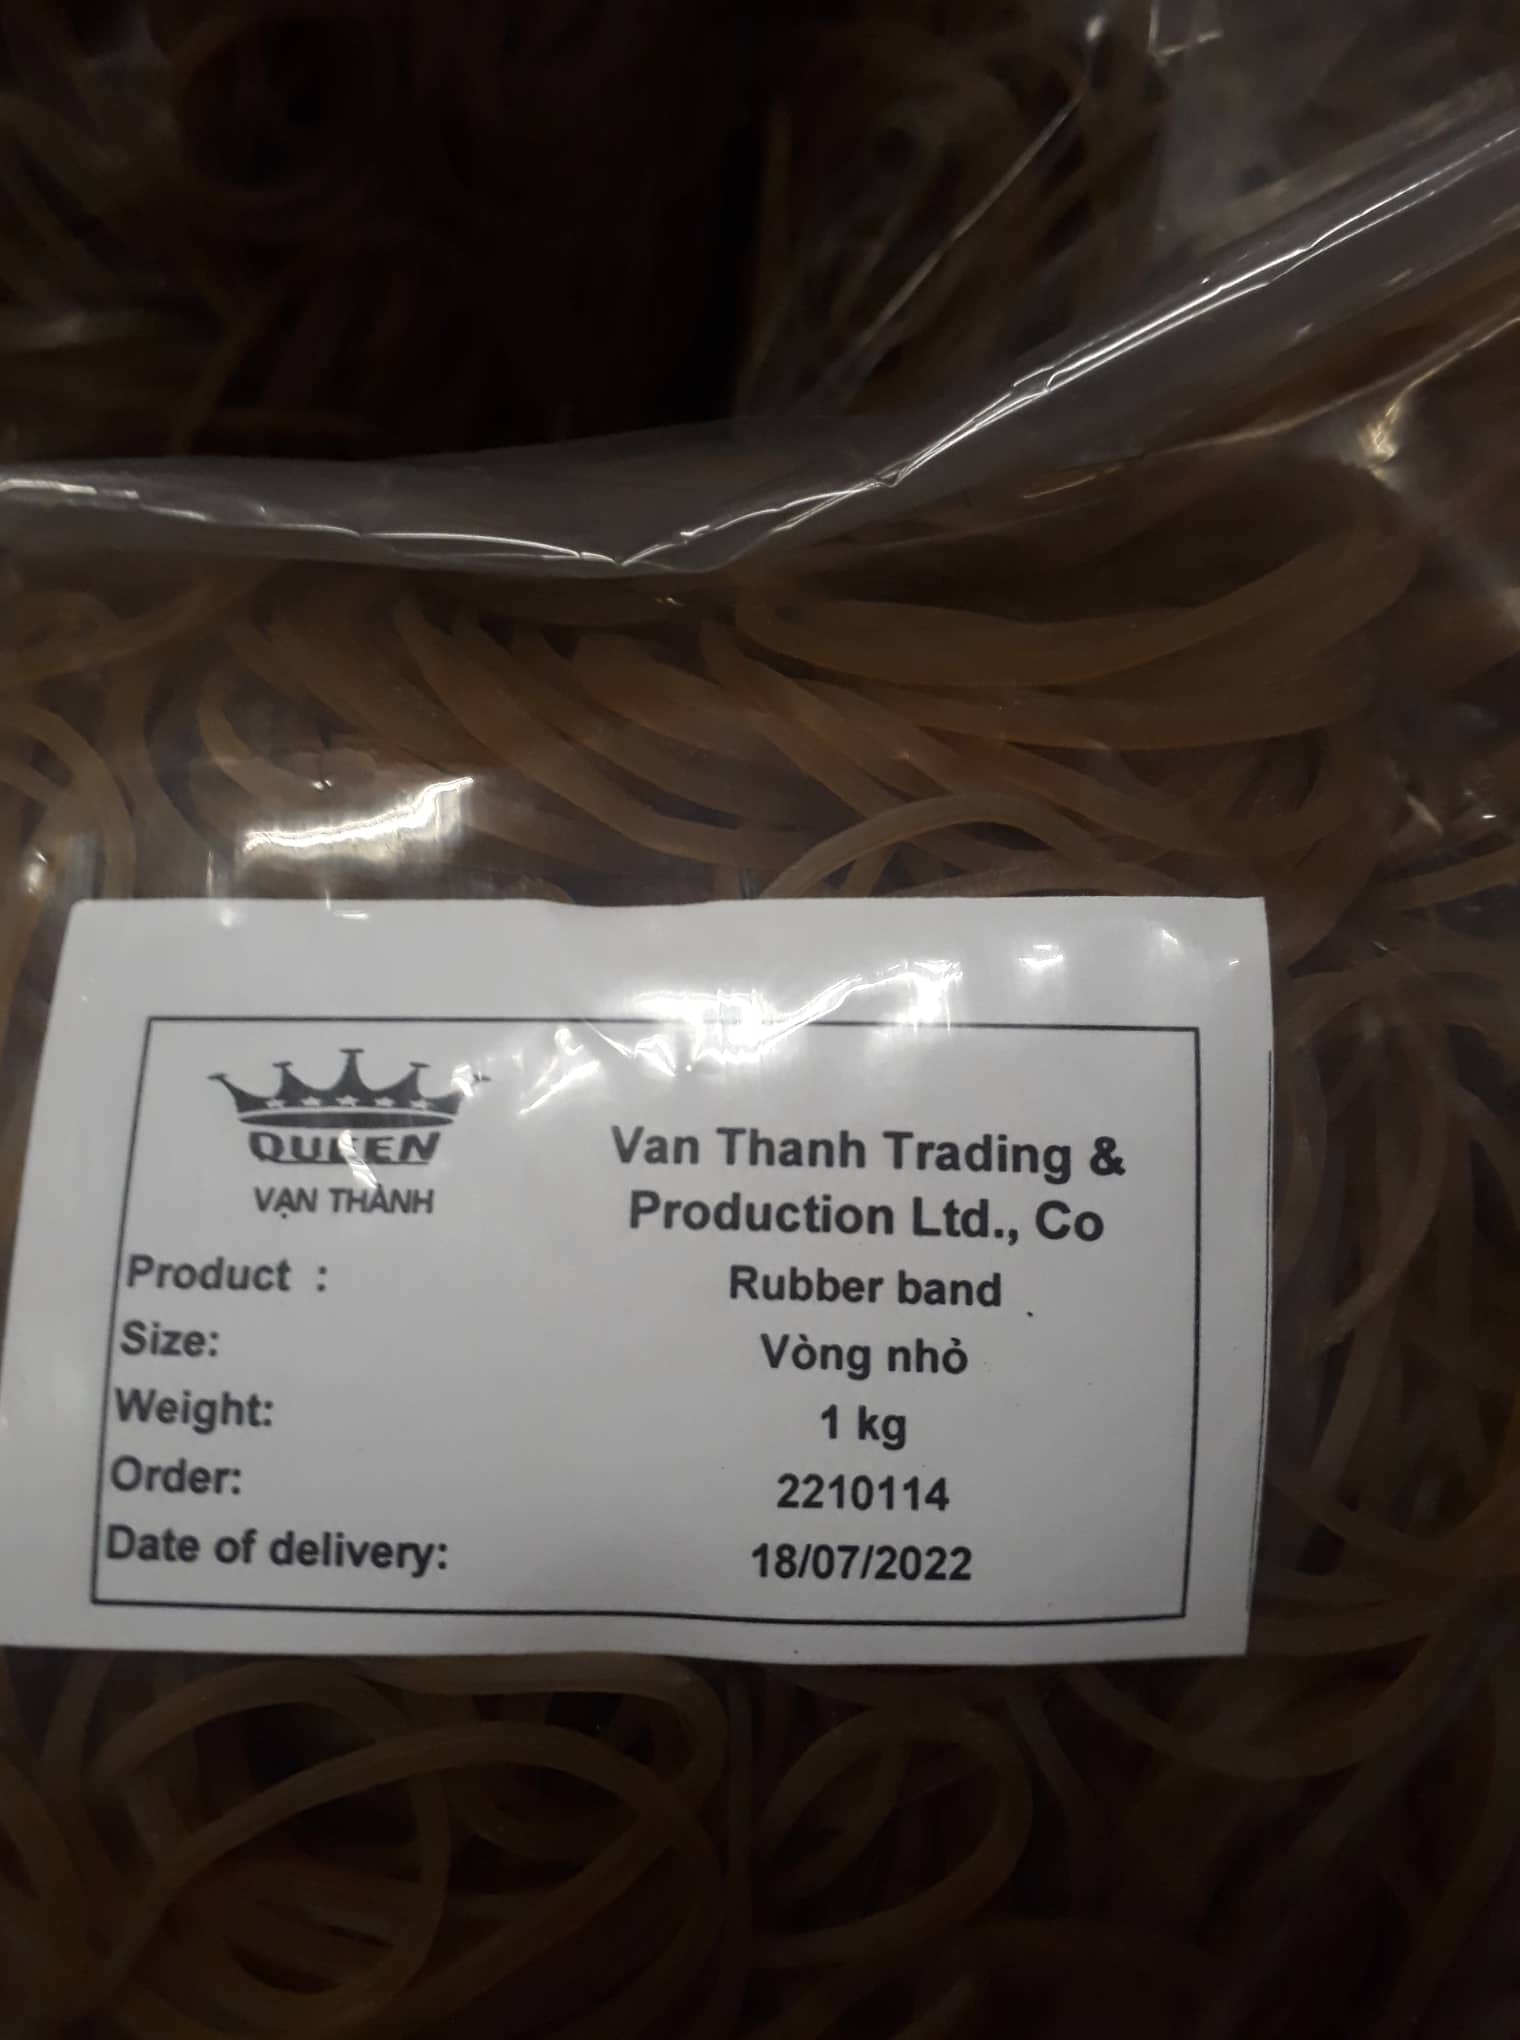 QUEEN
VẠN THÀNH
Van Thanh Trading &
Production Ltd., Co
Product : Rubber band
Size: Vòng nhỏ
Weight: 1 kg
Order: 2210114
Date of delivery: 18/07/2022